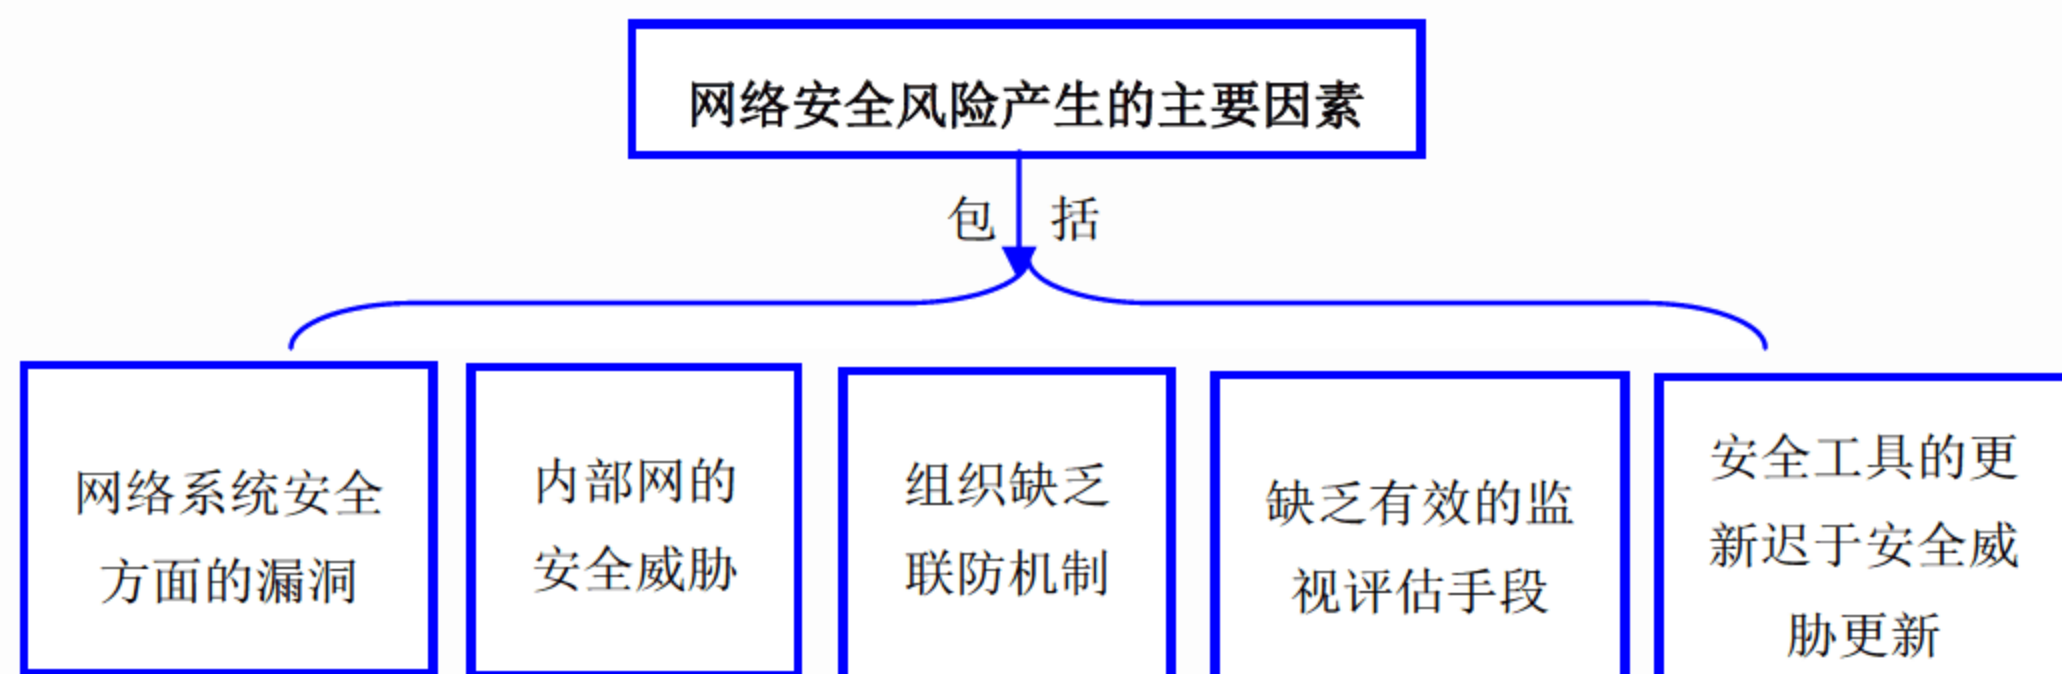 网络安全风险产生的主要因素
包 括
网络系统安全
方面的漏洞
内部网的
安全威胁
组织缺乏
联防机制
缺乏有效的监
视评估手段
安全工具的更
新迟于安全威
胁更新